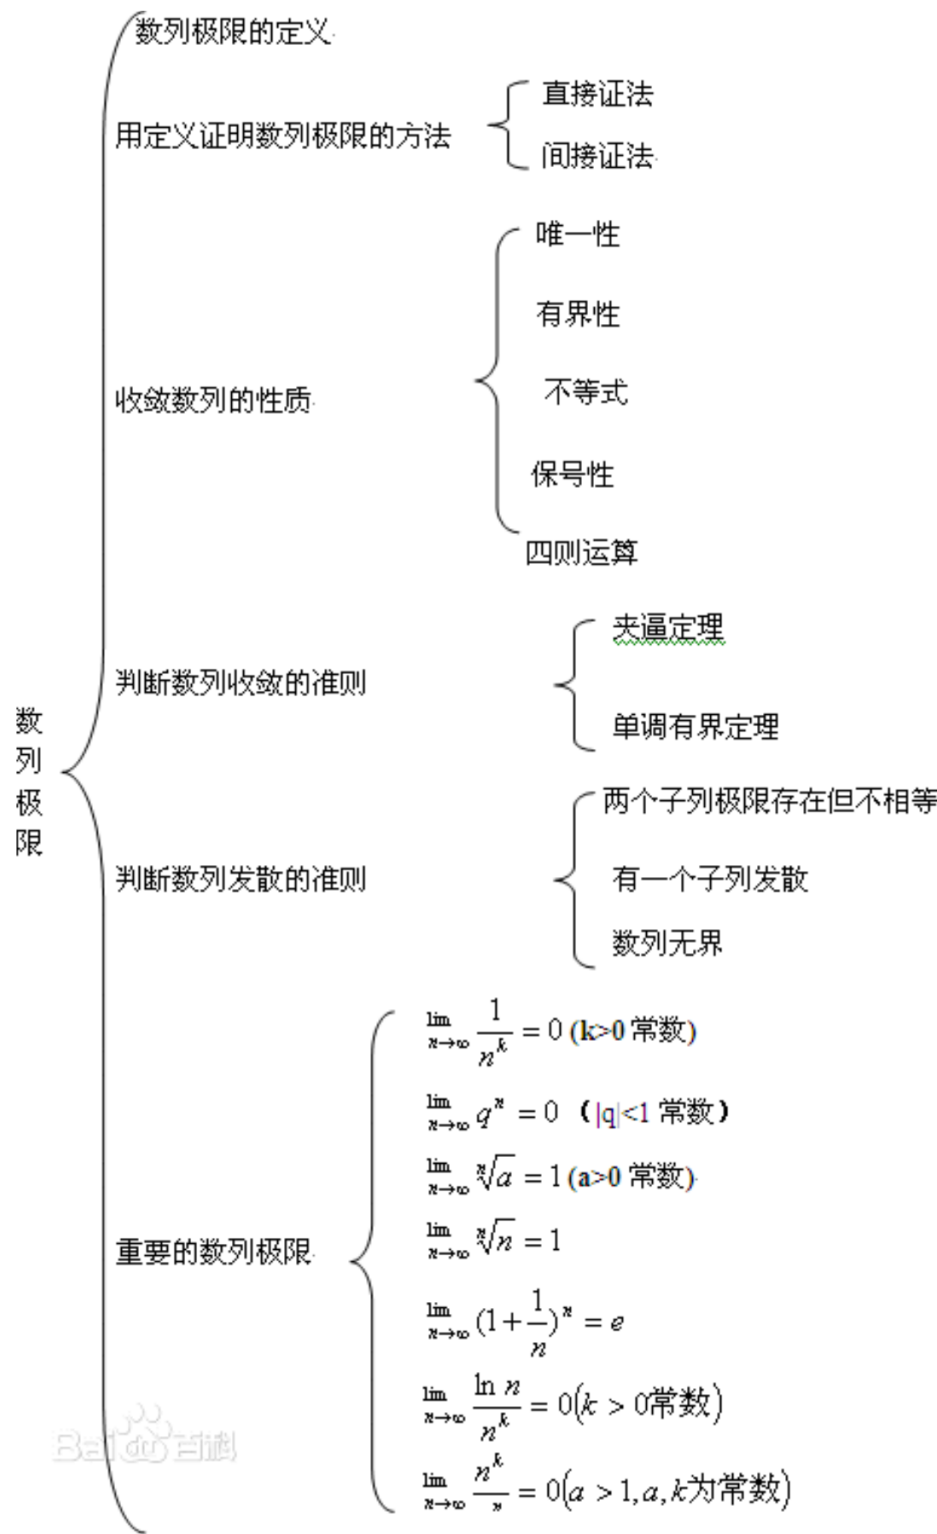 数列极限
数列极限的定义
用定义证明数列极限的方法
直接证法
间接证法
收敛数列的性质
唯一性
有界性
不等式
保号性
四则运算
判断数列收敛的准则
夹逼定理
单调有界定理
判断数列发散的准则
两个子列极限存在但不相等
有一个子列发散
数列无界
重要的数列极限
lim n→∞ 1/n^k = 0 (k>0 常数)
lim n→∞ q^n = 0 (|q|<1 常数)
lim n→∞ ⁿ√a = 1 (a>0 常数)
lim n→∞ ⁿ√n = 1
lim n→∞ (1+1/n)^n = e
lim n→∞ ln n/n^k = 0(k > 0常数)
lim n→∞ n^k/ ^n = 0(a > 1, a, k为常数)
Bai du 百科